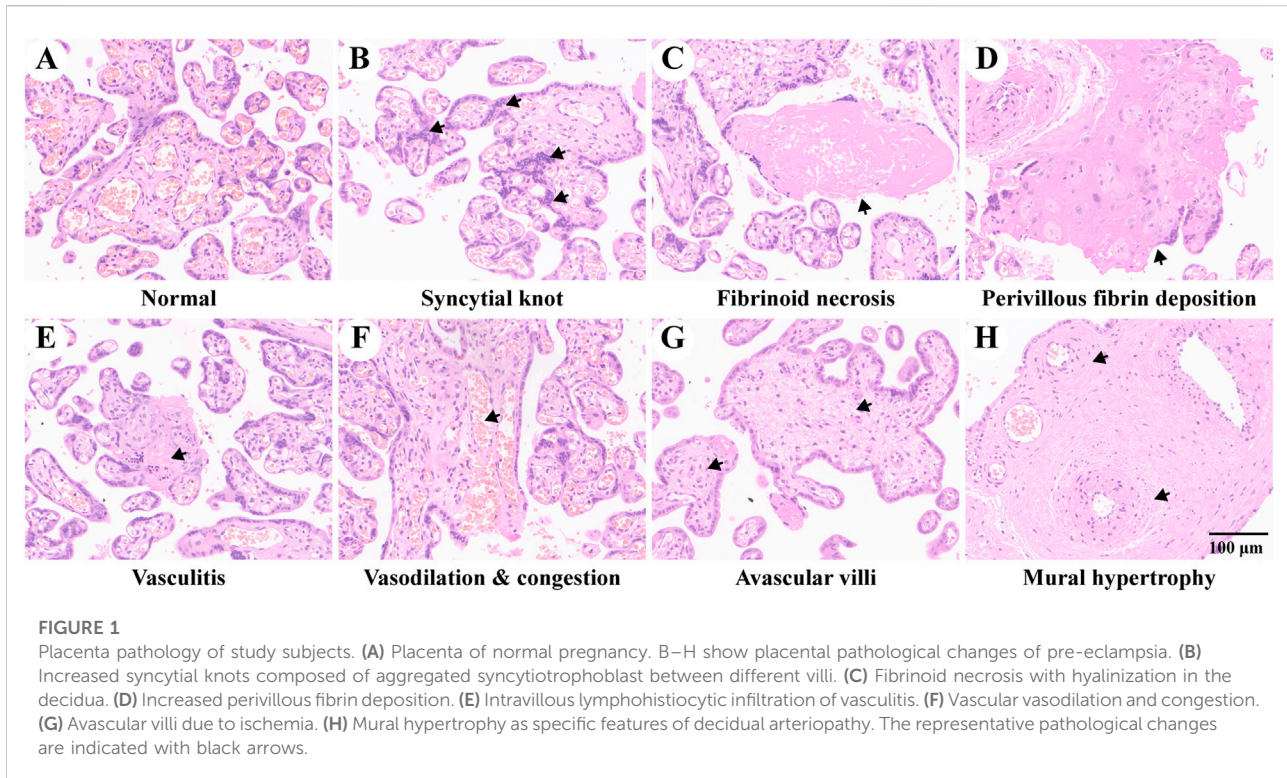 A
B
C
D
Normal
Syncytial knot
Fibrinoid necrosis
Perivillous fibrin deposition
E
F
G
H
100 μm
Vasculitis
Vasodilation & congestion
Avascular villi
Mural hypertrophy
FIGURE 1
Placenta pathology of study subjects. (A) Placenta of normal pregnancy. B–H show placental pathological changes of pre-eclampsia. (B)
Increased syncytial knots composed of aggregated syncytiotrophoblast between different villi. (C) Fibrinoid necrosis with hyalinization in the
decidua. (D) Increased perivillous fibrin deposition. (E) Intravillous lymphohistiocytic infiltration of vasculitis. (F) Vascular vasodilation and congestion.
(G) Avascular villi due to ischemia. (H) Mural hypertrophy as specific features of decidual arteriopathy. The representative pathological changes
are indicated with black arrows.